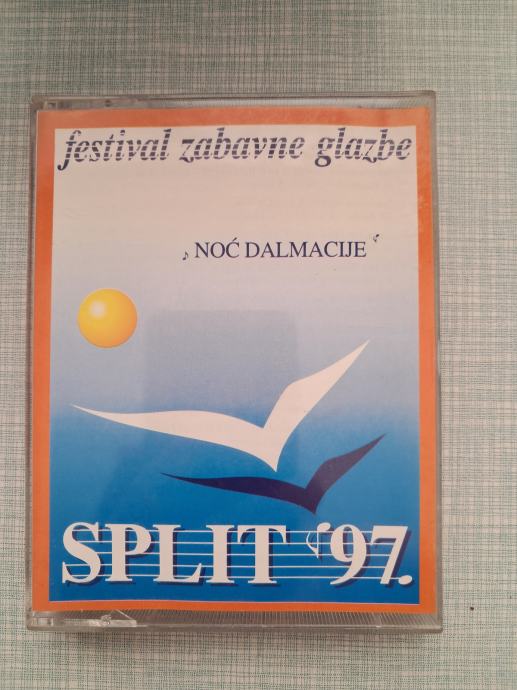 festival zabavne glazbe
NOĆ DALMACIJE
SPLIT '97.